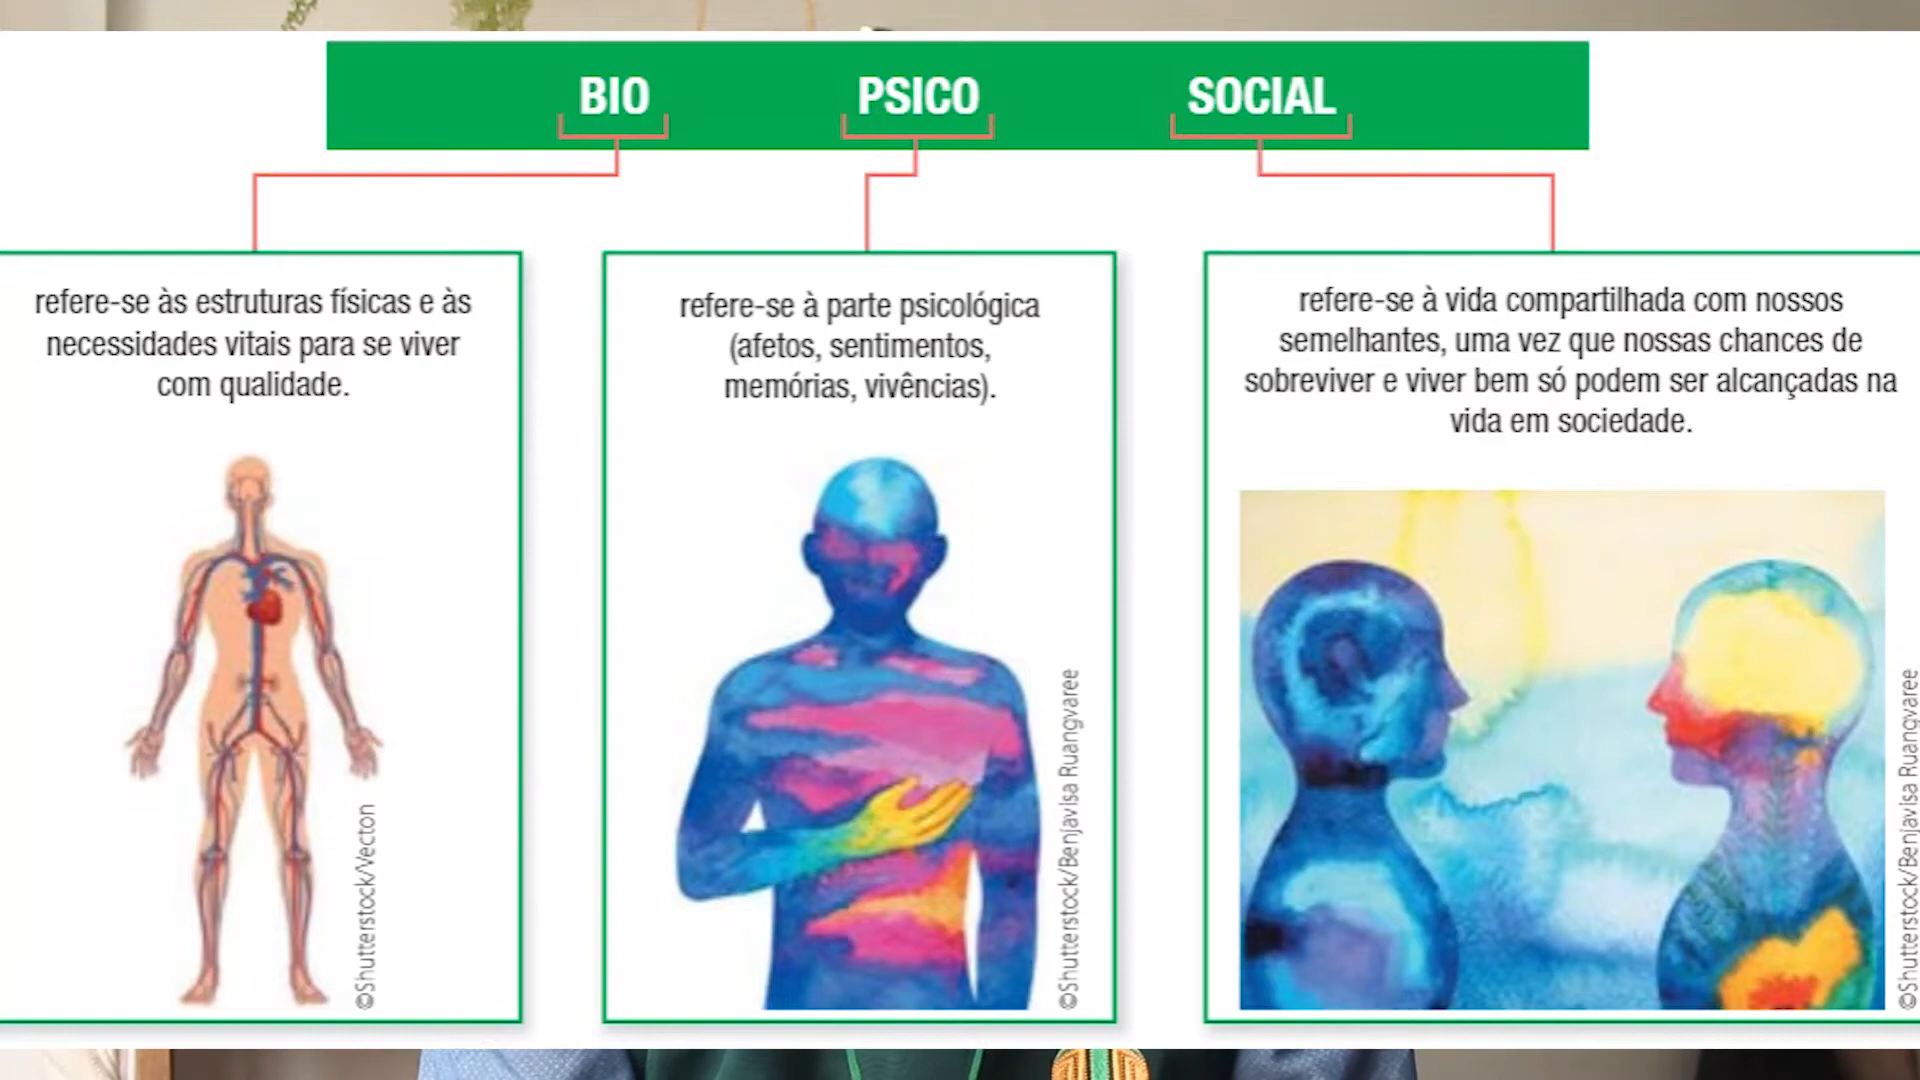 BIO PSICO SOCIAL
refere-se às estruturas físicas e às
necessidades vitais para se viver
com qualidade.
©Shutterstock/Vecton
refere-se à parte psicológica
(afetos, sentimentos,
memórias, vivências).
©Shutterstock/Benjavisa Ruangvaree
refere-se à vida compartilhada com nossos
semelhantes, uma vez que nossas chances de
sobreviver e viver bem só podem ser alcançadas na
vida em sociedade.
©Shutterstock/Benjavisa Ruangvaree